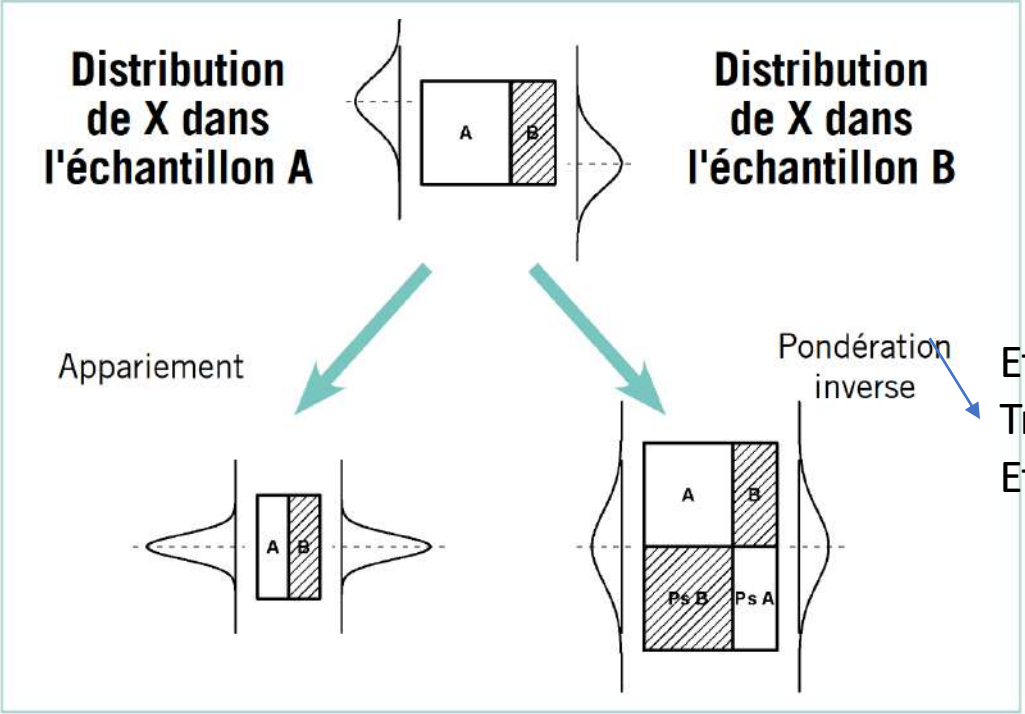 Distribution
de X dans
l'échantillon A
A
B
Distribution
de X dans
l'échantillon B
Appariement
Pondération
inverse
A
B
A
B
Ps B
Ps A